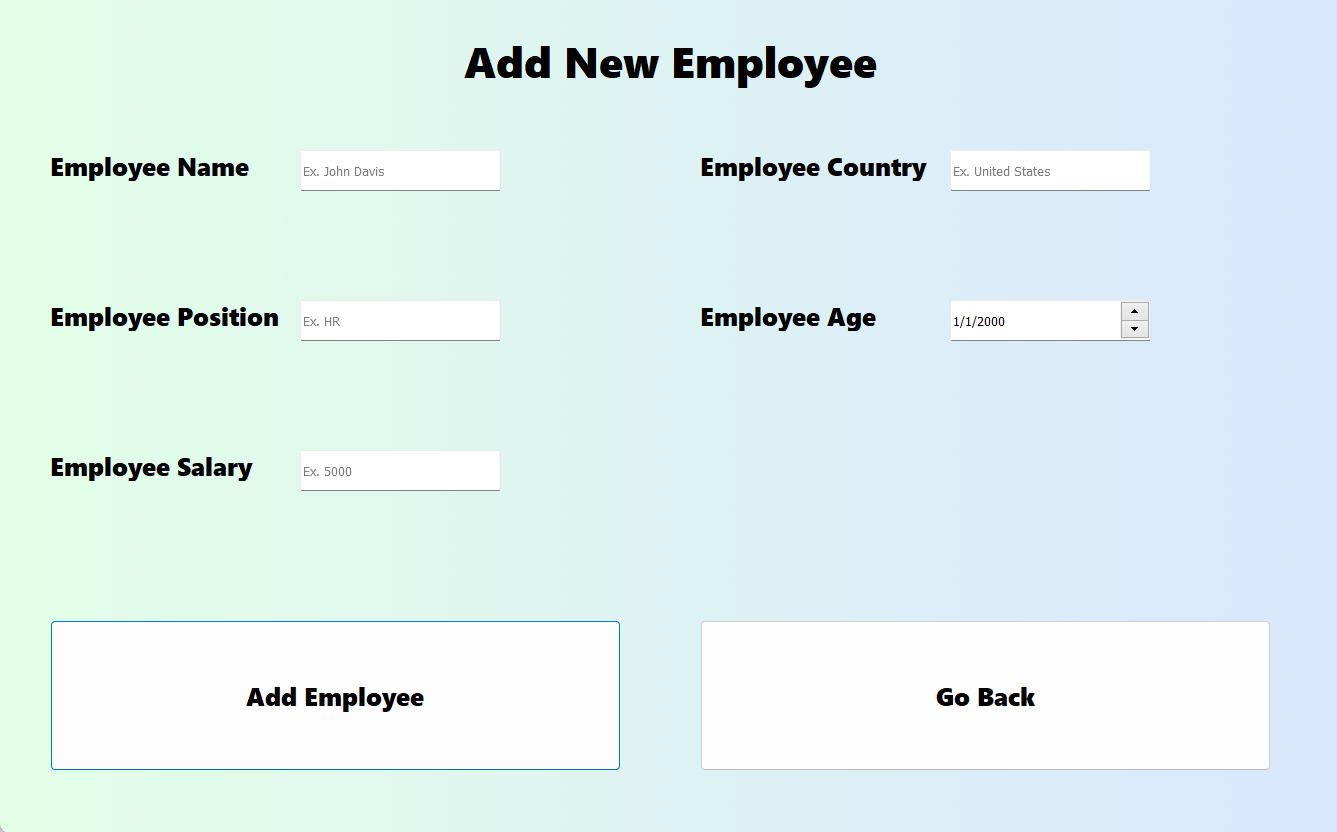 Add New Employee
Employee Name
Ex. John Davis
Employee Country
Ex. United States
Employee Position
Ex. HR
Employee Age
1/1/2000
Employee Salary
Ex. 5000
Add Employee
Go Back